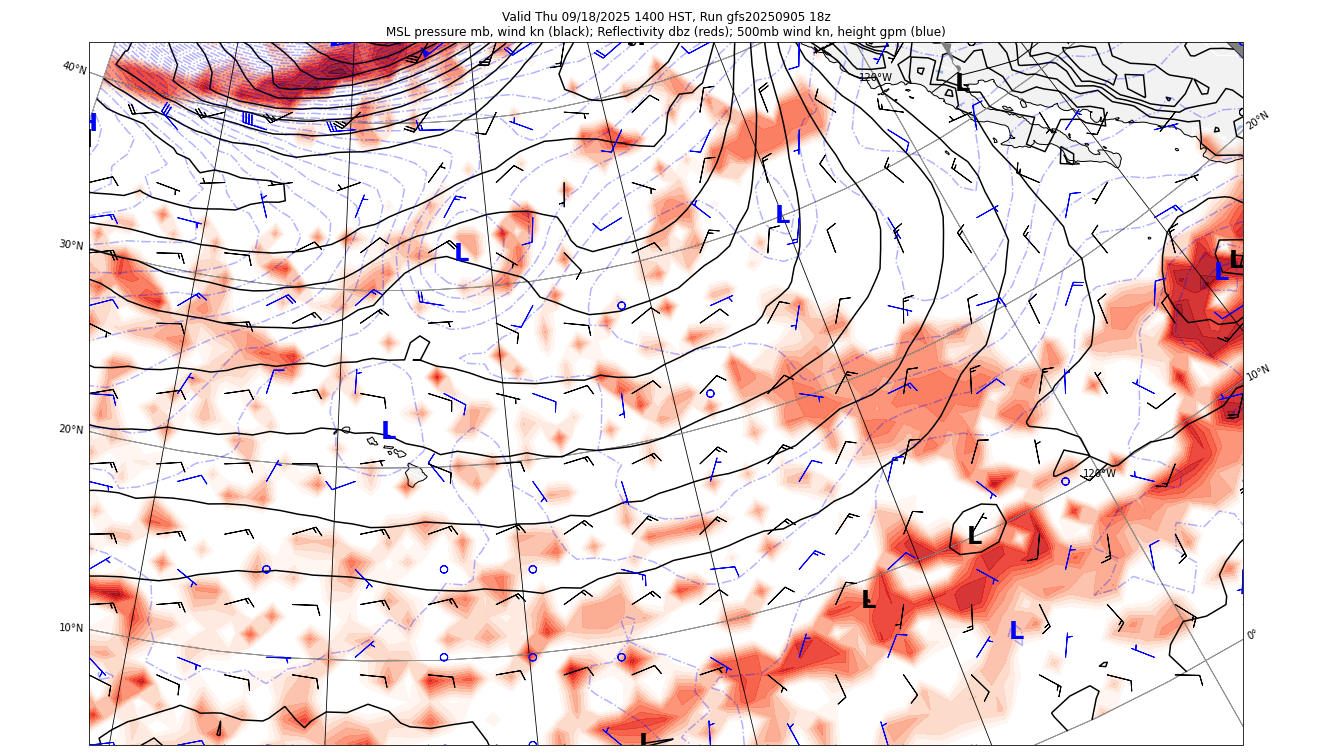 Valid Thu 09/18/2025 1400 HST, Run gfs20250905 18z
MSL pressure mb, wind kn (black); Reflectivity dbz (reds); 500mb wind kn, height gpm (blue)
40°N
120°W
L
20°N
H
L
30°N
L
L
L
10°N
20°N
L
120°W
L
L
10°N
L
0°
L